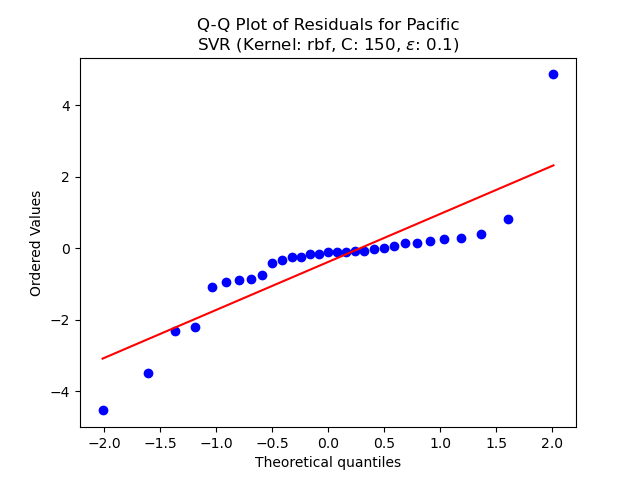 Q-Q Plot of Residuals for Pacific
SVR (Kernel: rbf, C: 150, ε: 0.1)
4
2
0
−2
−4
Ordered Values
−2.0 −1.5 −1.0 −0.5 0.0 0.5 1.0 1.5 2.0
Theoretical quantiles